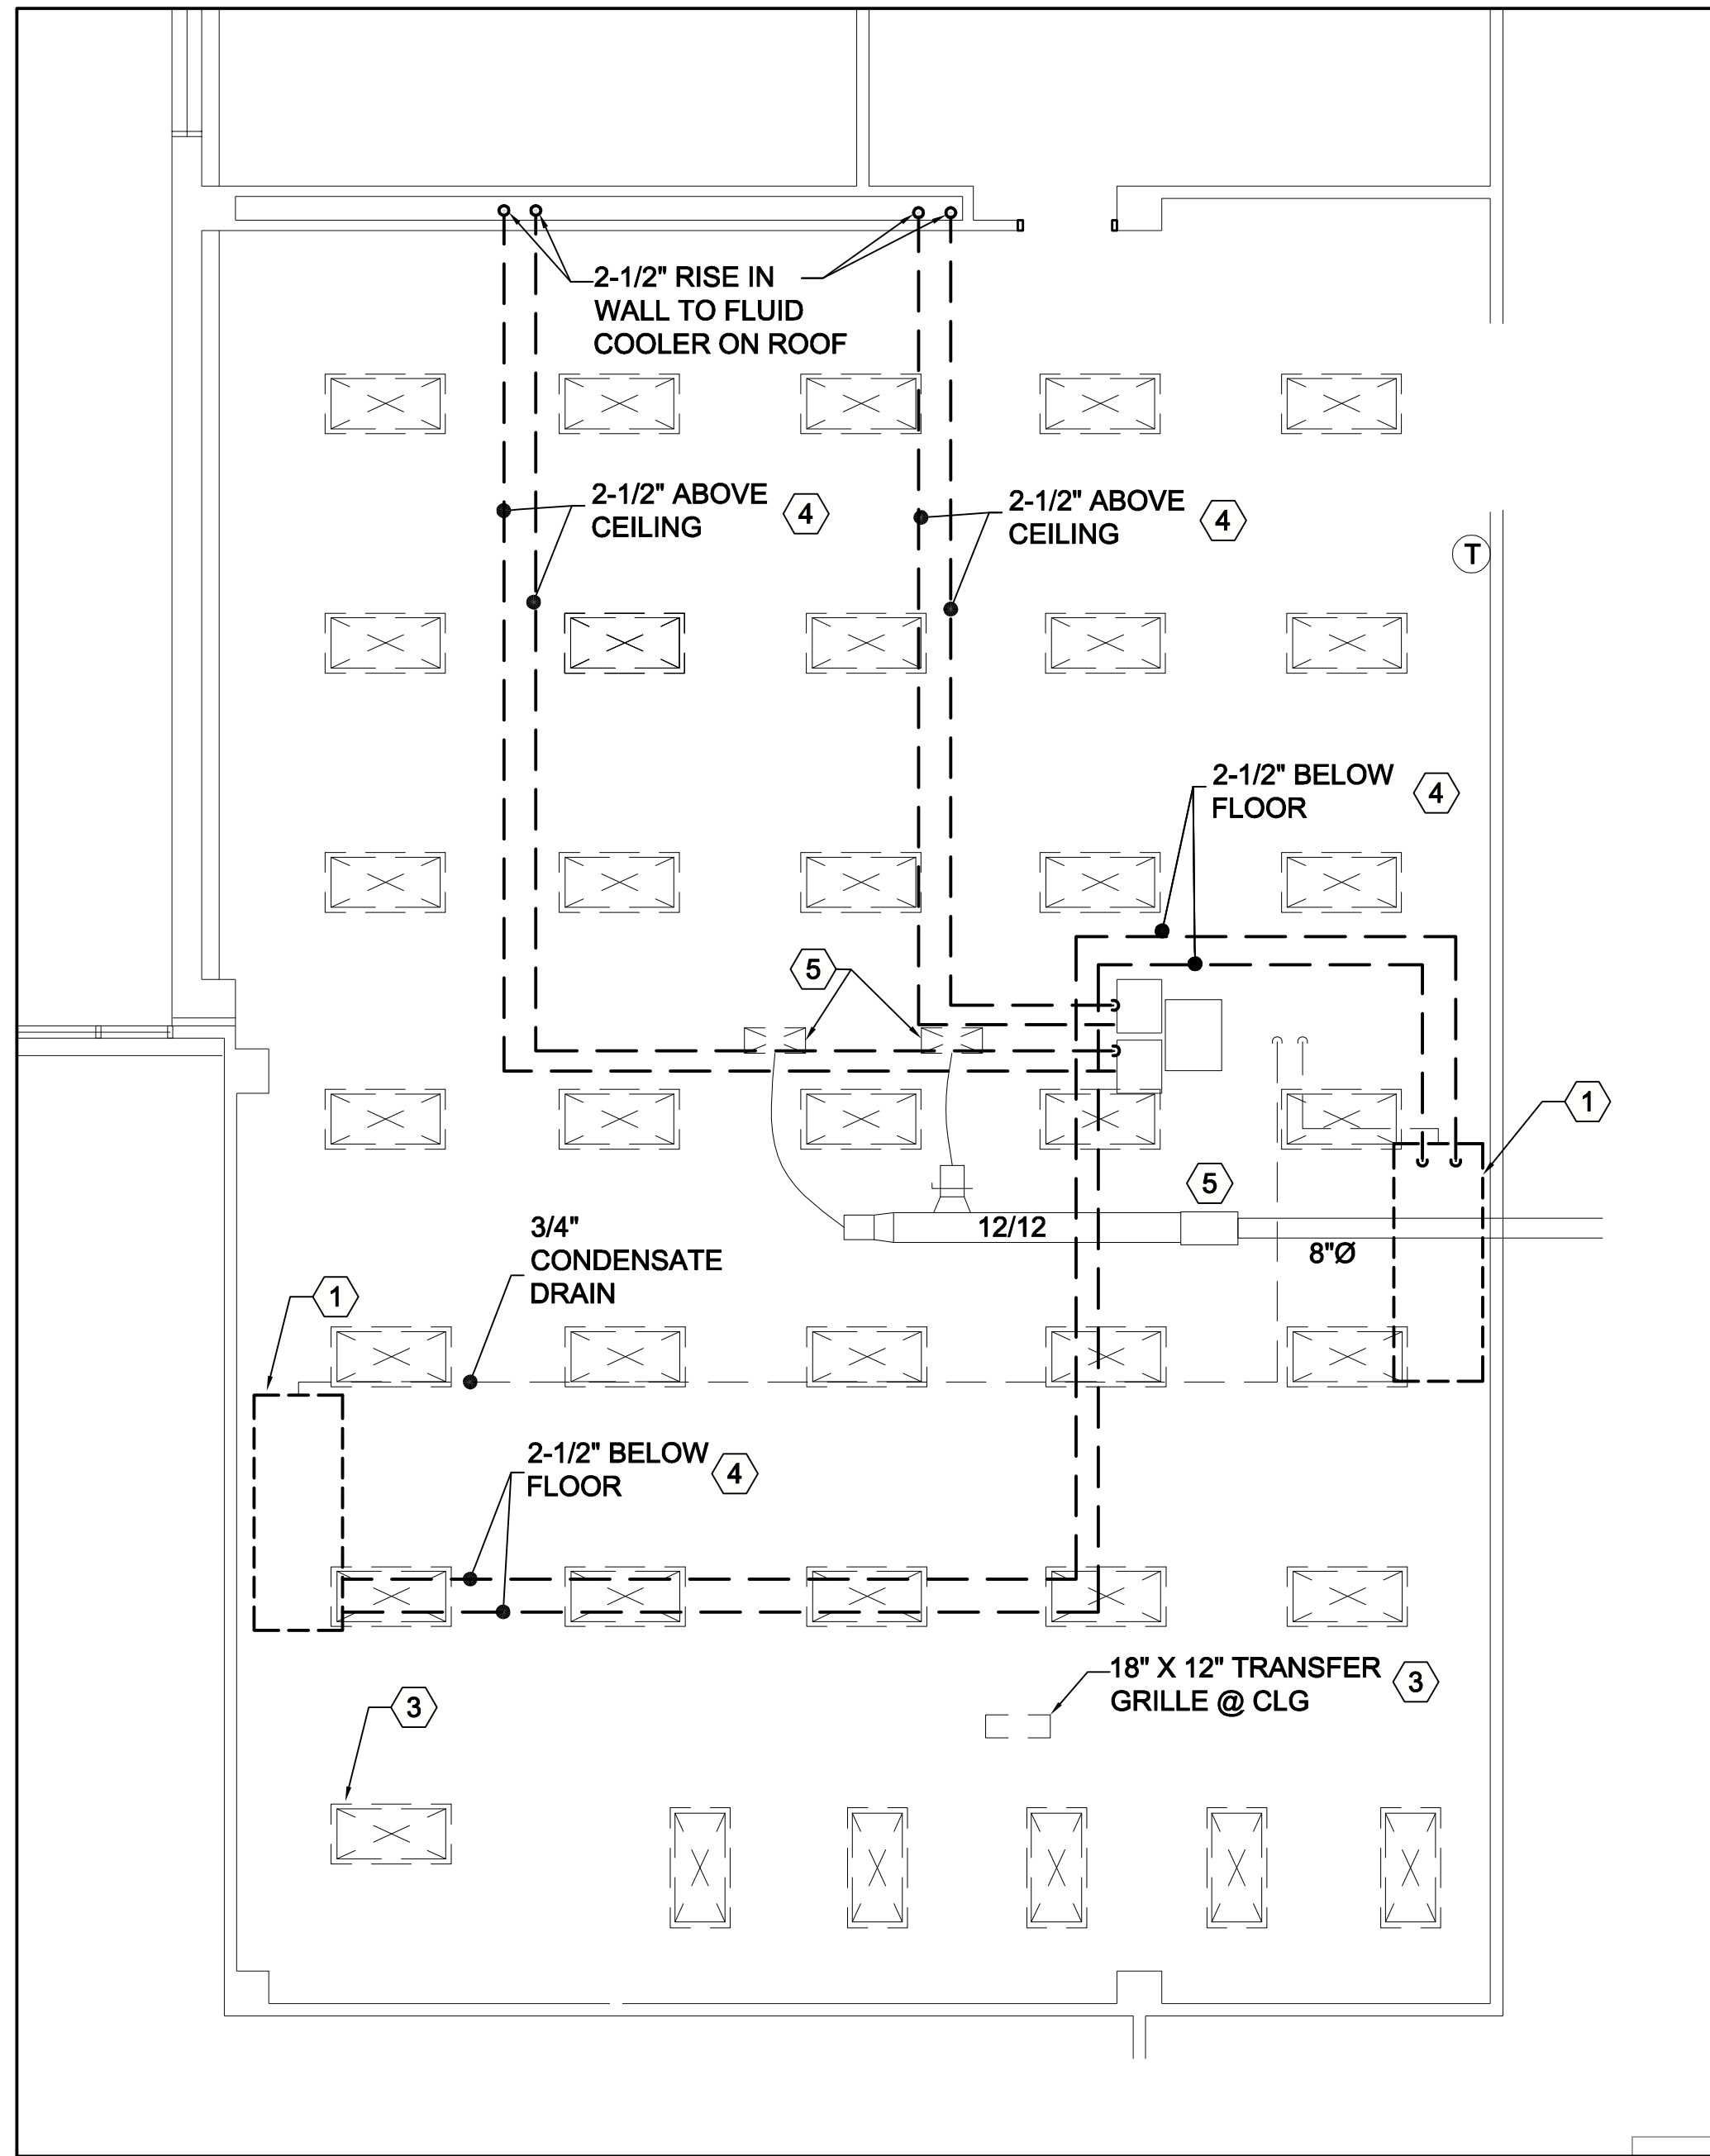 2-1/2" RISE IN
WALL TO FLUID
COOLER ON ROOF
2-1/2" ABOVE
CEILING
4
2-1/2" ABOVE
CEILING
4
T
2-1/2" BELOW
FLOOR
4
5
1
5
12/12
8"Ø
3/4"
CONDENSATE
DRAIN
1
2-1/2" BELOW
FLOOR
4
18" X 12" TRANSFER
GRILLE @ CLG
3
3